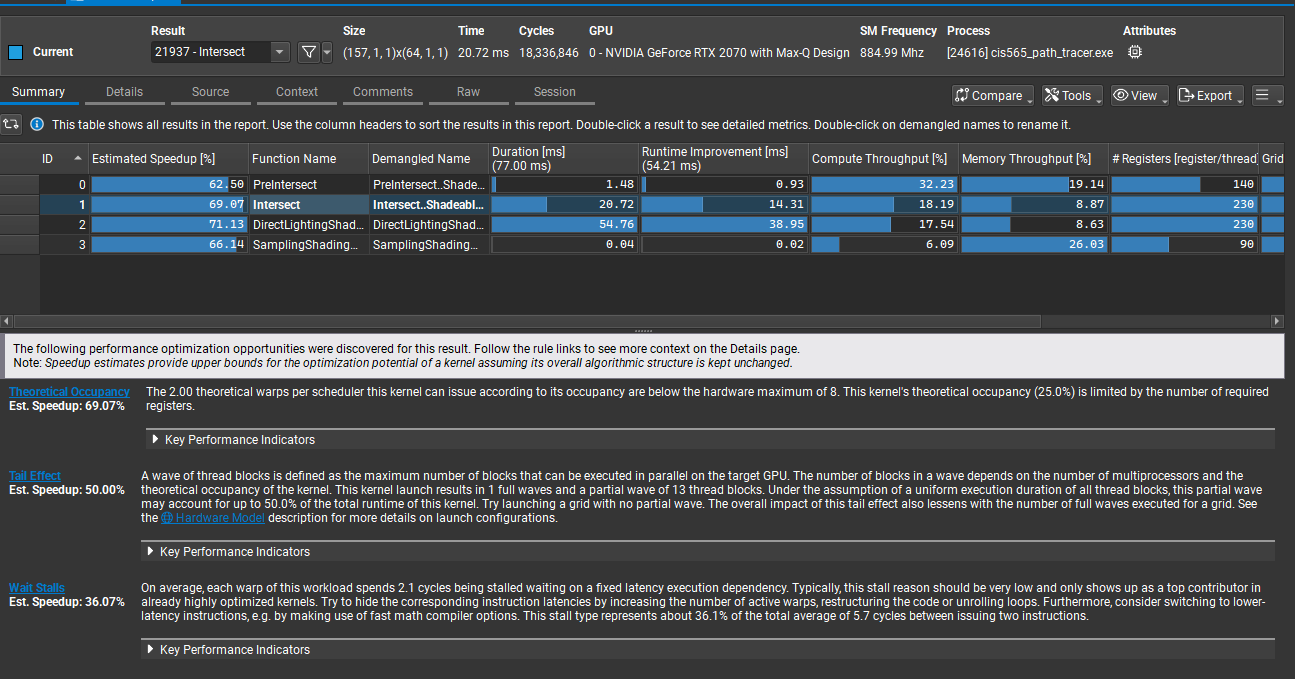 Result
Size
Time
Cycles
GPU
SM Frequency
Process
Attributes
Current
21937 - Intersect
(157, 1, 1)x(64, 1, 1)
20.72 ms
18,336,846
0 - NVIDIA GeForce RTX 2070 with Max-Q Design
884.99 Mhz
[24616] cis565_path_tracer.exe
Summary
Details
Source
Context
Comments
Raw
Session
Compare
Tools
View
Export
This table shows all results in the report. Use the column headers to sort the results in this report. Double-click a result to see detailed metrics. Double-click on demangled names to rename it.
ID
Estimated Speedup [%]
Function Name
Demangled Name
Duration [ms]
(77.00 ms)
Runtime Improvement [ms]
(54.21 ms)
Compute Throughput [%]
Memory Throughput [%]
# Registers [register/thread]
Grid
0 62.50 PreIntersect PreIntersect..Shade... 1.48 0.93 32.23 19.14 140
1 69.07 Intersect Intersect..Shadeabl... 20.72 14.31 18.19 8.87 230
2 71.13 DirectLightingShad... DirectLightingShad... 54.76 38.95 17.54 8.63 230
3 66.14 SamplingShading... SamplingShading... 0.04 0.02 6.09 26.03 90
The following performance optimization opportunities were discovered for this result. Follow the rule links to see more context on the Details page.
Note: Speedup estimates provide upper bounds for the optimization potential of a kernel assuming its overall algorithmic structure is kept unchanged.
Theoretical Occupancy
Est. Speedup: 69.07%
The 2.00 theoretical warps per scheduler this kernel can issue according to its occupancy are below the hardware maximum of 8. This kernel's theoretical occupancy (25.0%) is limited by the number of required
registers.
Key Performance Indicators
Tail Effect
Est. Speedup: 50.00%
A wave of thread blocks is defined as the maximum number of blocks that can be executed in parallel on the target GPU. The number of blocks in a wave depends on the number of multiprocessors and the
theoretical occupancy of the kernel. This kernel launch results in 1 full waves and a partial wave of 13 thread blocks. Under the assumption of a uniform execution duration of all thread blocks, this partial wave
may account for up to 50.0% of the total runtime of this kernel. Try launching a grid with no partial wave. The overall impact of this tail effect also lessens with the number of full waves executed for a grid. See
the Hardware Model description for more details on launch configurations.
Key Performance Indicators
Wait Stalls
Est. Speedup: 36.07%
On average, each warp of this workload spends 2.1 cycles being stalled waiting on a fixed latency execution dependency. Typically, this stall reason should be very low and only shows up as a top contributor in
already highly optimized kernels. Try to hide the corresponding instruction latencies by increasing the number of active warps, restructuring the code or unrolling loops. Furthermore, consider switching to lower-
latency instructions, e.g. by making use of fast math compiler options. This stall type represents about 36.1% of the total average of 5.7 cycles between issuing two instructions.
Key Performance Indicators